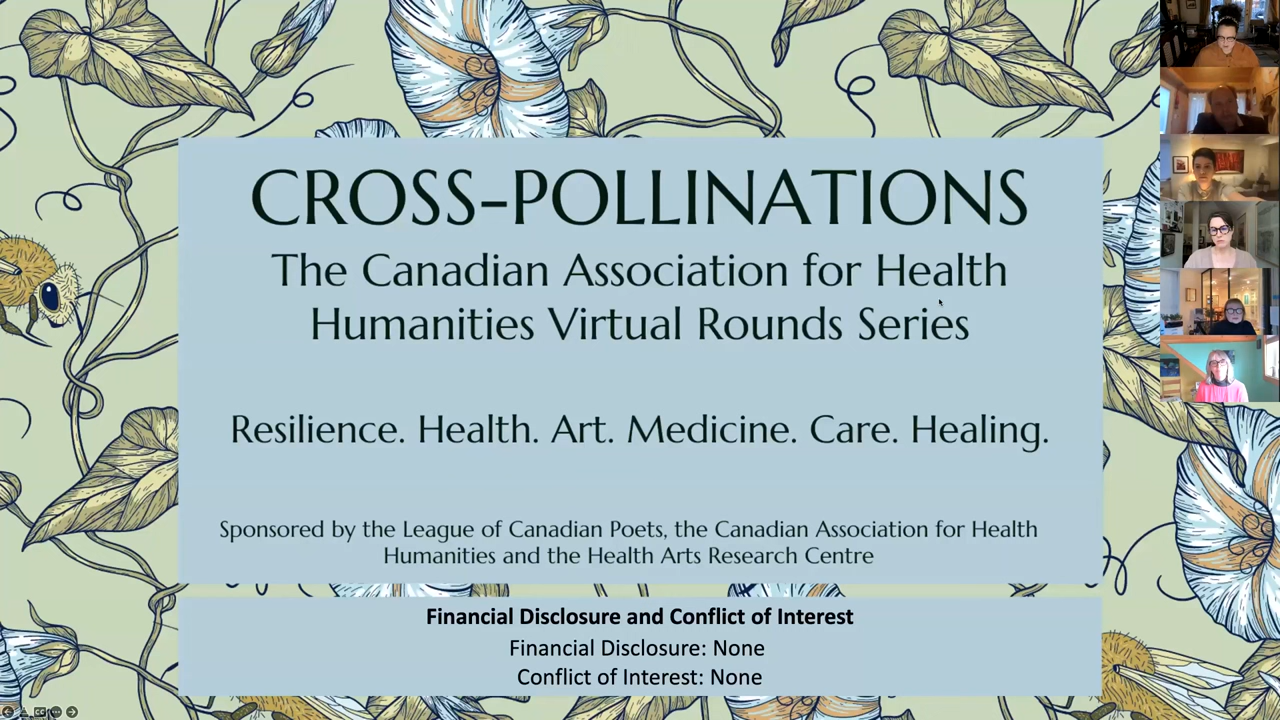 CROSS-POLLINATIONS
The Canadian Association for Health
Humanities Virtual Rounds Series
Resilience. Health. Art. Medicine. Care. Healing.
Sponsored by the League of Canadian Poets, the Canadian Association for Health
Humanities and the Health Arts Research Centre
Financial Disclosure and Conflict of Interest
Financial Disclosure: None
Conflict of Interest: None